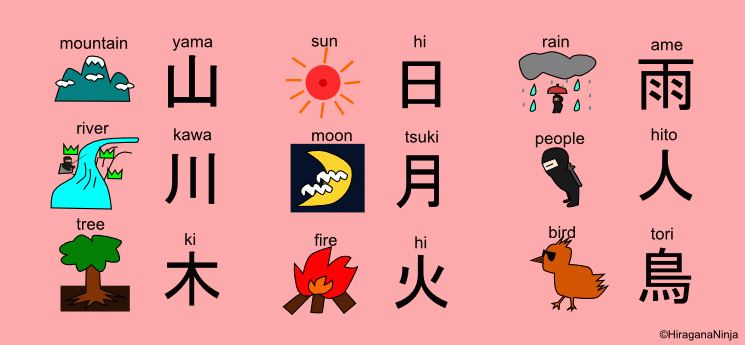 mountain yama sun hi rain ame
山 日 雨
river kawa moon tsuki people hito
川 月 人
tree ki fire hi bird tori
木 火 鳥
©HiraganaNinja